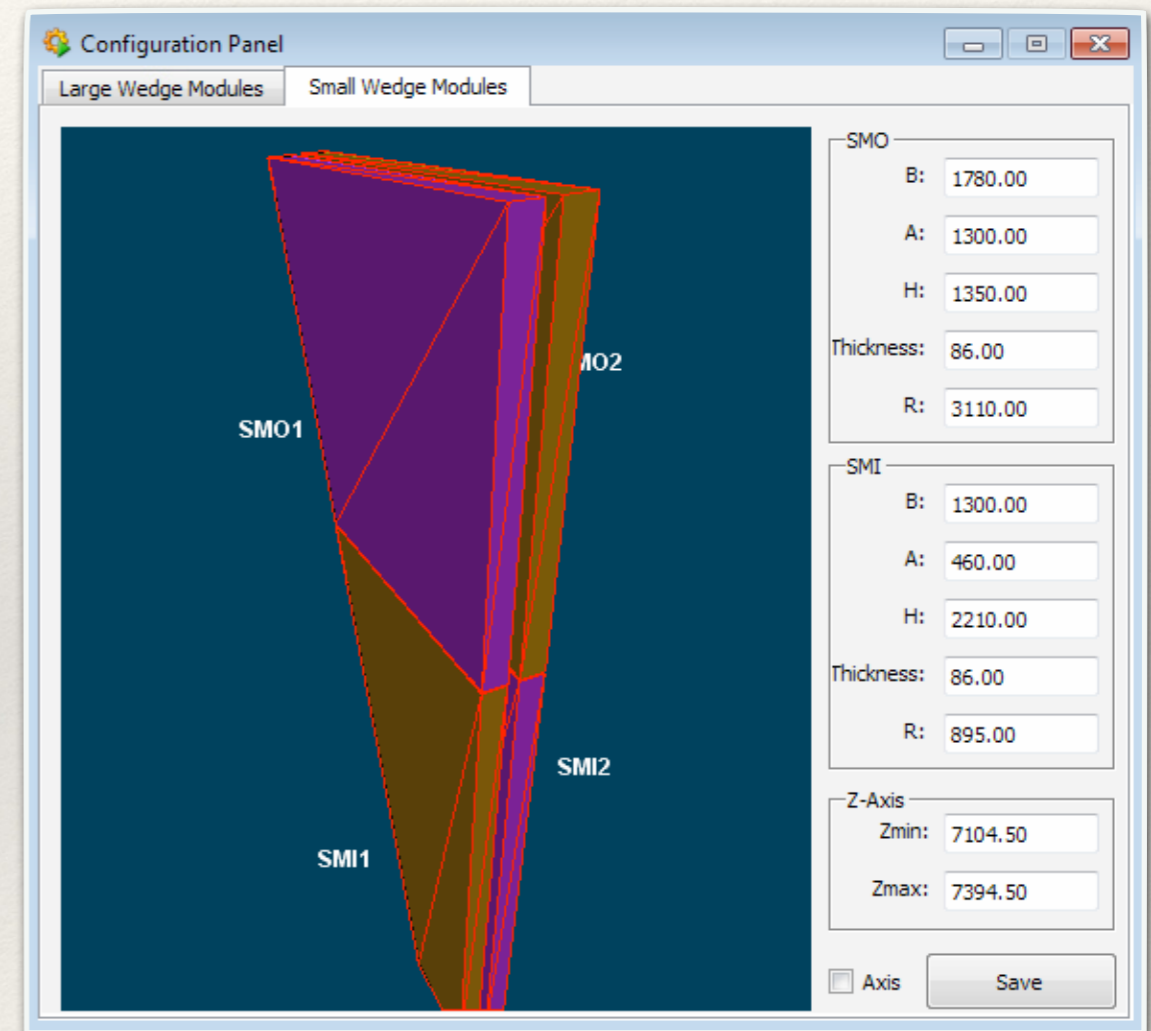 Configuration Panel
Large Wedge Modules
Small Wedge Modules
SMO1
MO2
SMI1
SMI2
SMO
B: 1780.00
A: 1300.00
H: 1350.00
Thickness: 86.00
R: 3110.00
SMI
B: 1300.00
A: 460.00
H: 2210.00
Thickness: 86.00
R: 895.00
Z-Axis
Zmin: 7104.50
Zmax: 7394.50
Axis
Save